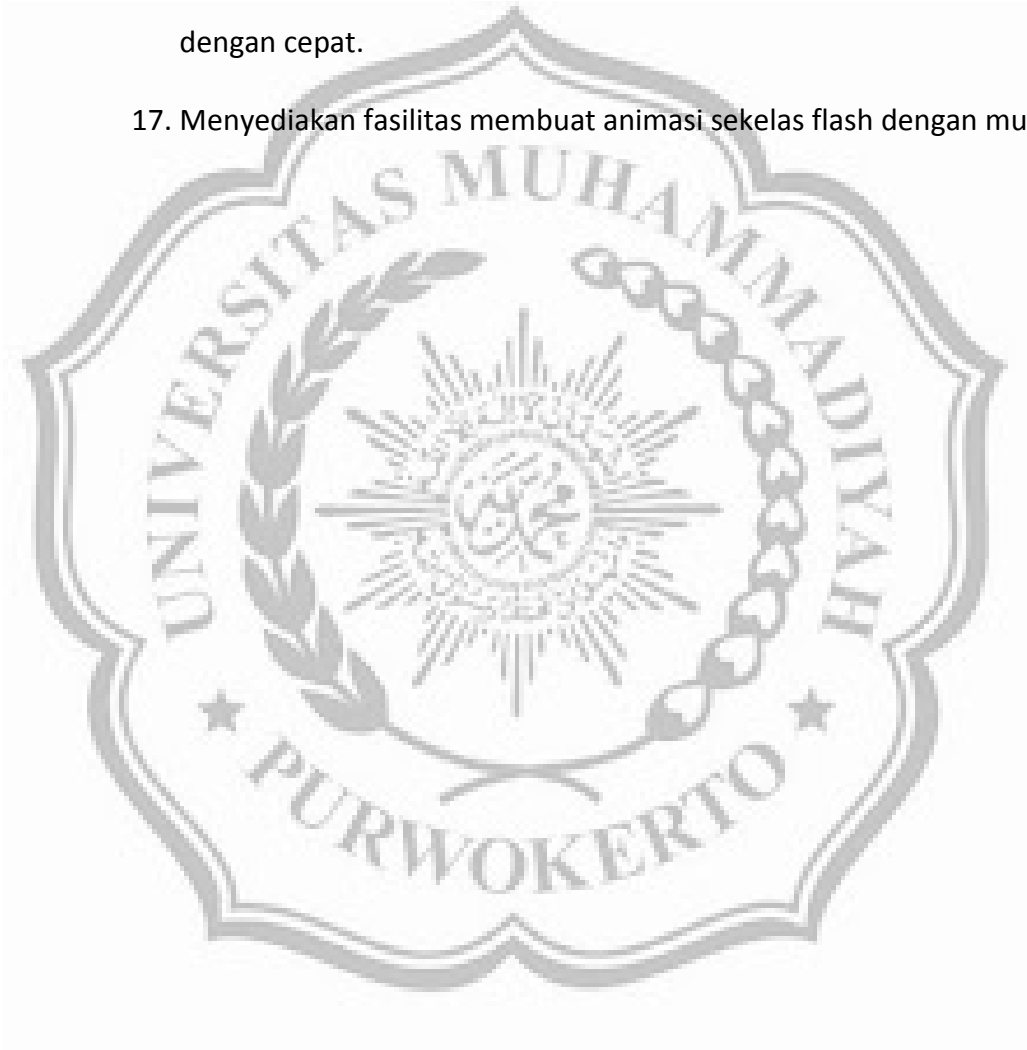 dengan cepat.
17. Menyediakan fasilitas membuat animasi sekelas flash dengan mu
UNIVERSITAS MUHAMMADIYAH
PURWOKERTO